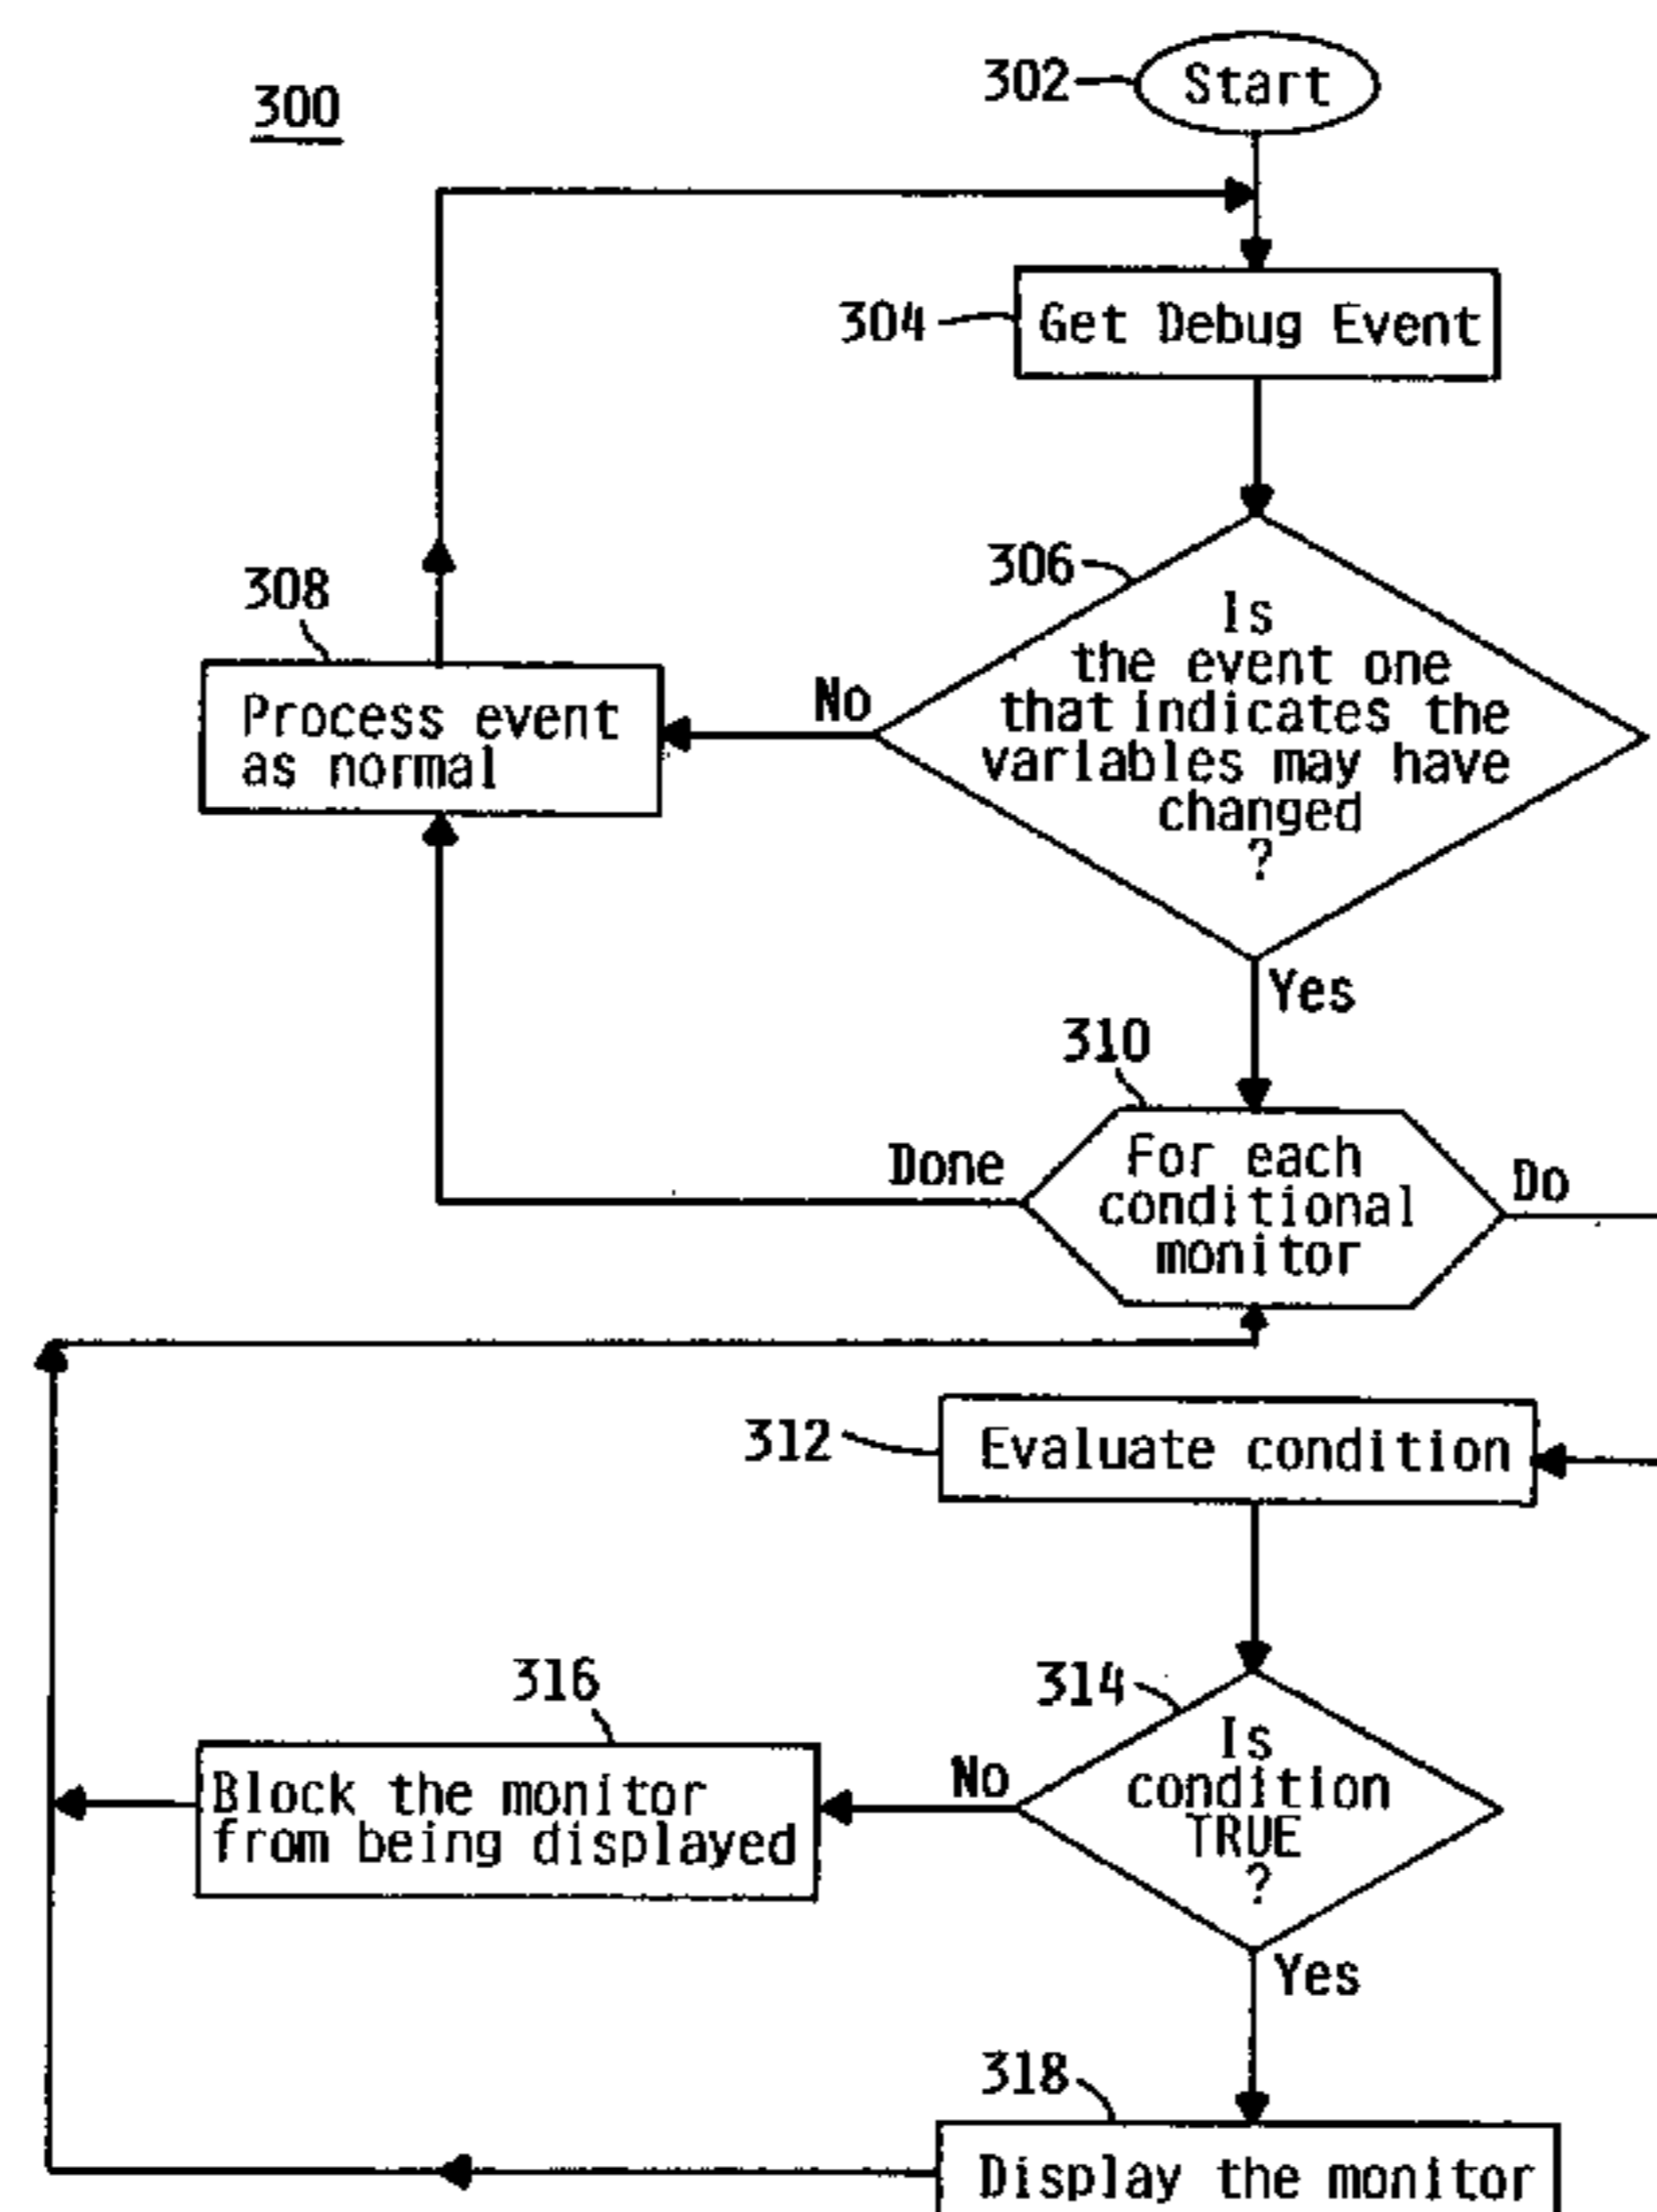 302
Start
300
304
Get Debug Event
306
Is
the event one
that indicates the
variables may have
changed
?
308
Process event
as normal
No
Yes
310
For each
conditional
monitor
Done
Do
312
Evaluate condition
314
Is
condition
TRUE
?
316
Block the monitor
from being displayed
No
Yes
318
Display the monitor